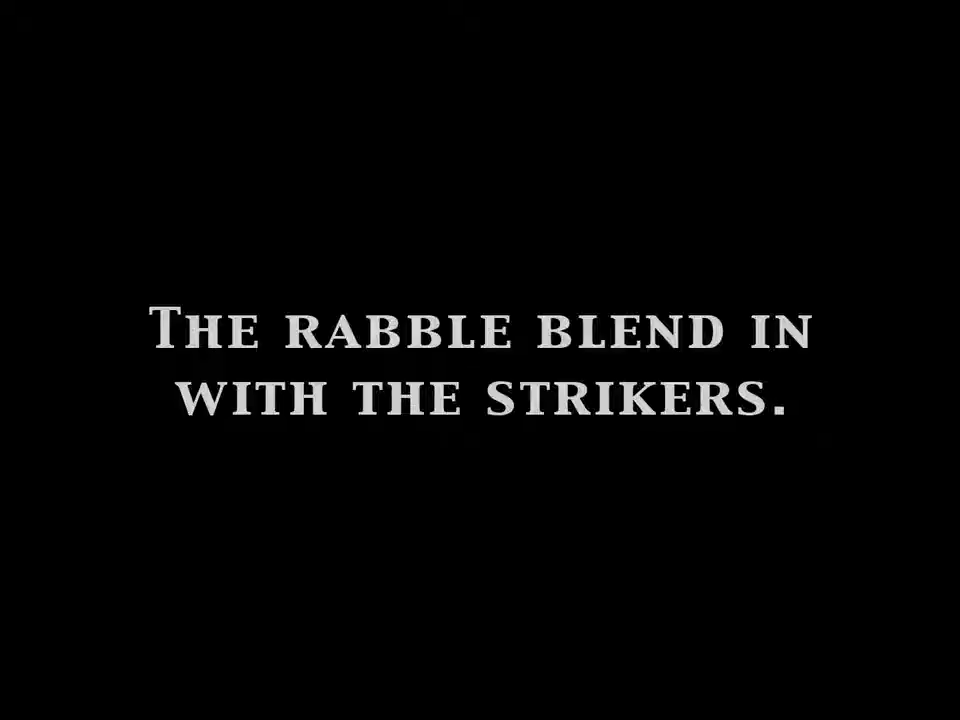 The rabble blend in
with the strikers.